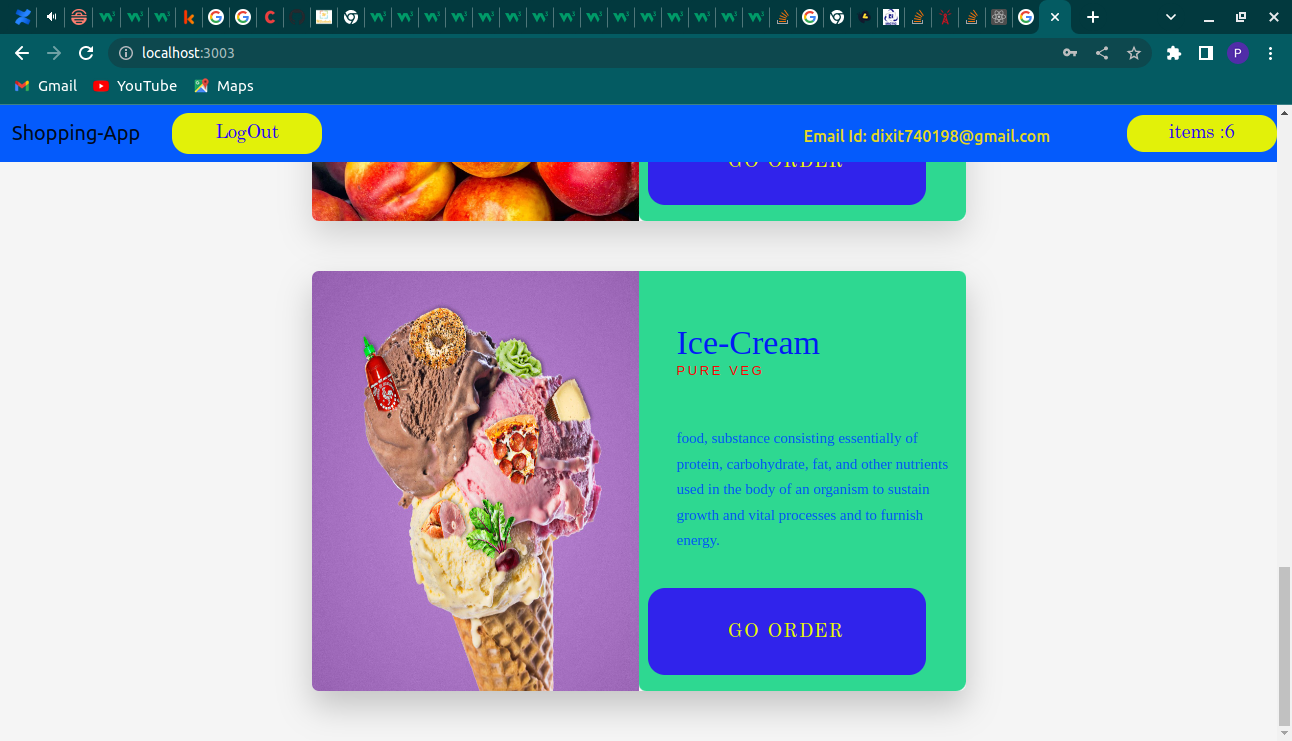 localhost:3003
Gmail YouTube Maps
Shopping-App LogOut Email Id: dixit740198@gmail.com items :6
GO ORDER
Ice-Cream
PURE VEG
food, substance consisting essentially of
protein, carbohydrate, fat, and other nutrients
used in the body of an organism to sustain
growth and vital processes and to furnish
energy.
GO ORDER